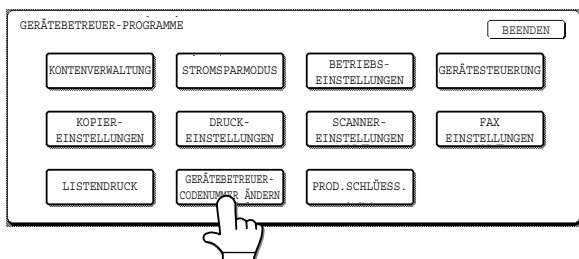 GERÄTEBETREUER-PROGRAMME
BEENDEN
KONTENVERWALTUNG
STROMSPARMODUS
BETRIEBS-
EINSTELLUNGEN
GERÄTESTEUERUNG
KOPIER-
EINSTELLUNGEN
DRUCK-
EINSTELLUNGEN
SCANNER-
EINSTELLUNGEN
FAX
EINSTELLUNGEN
LISTENDRUCK
GERÄTEBETREUER-
CODENUMMER ÄNDERN
PROD.SCHLÜESS.